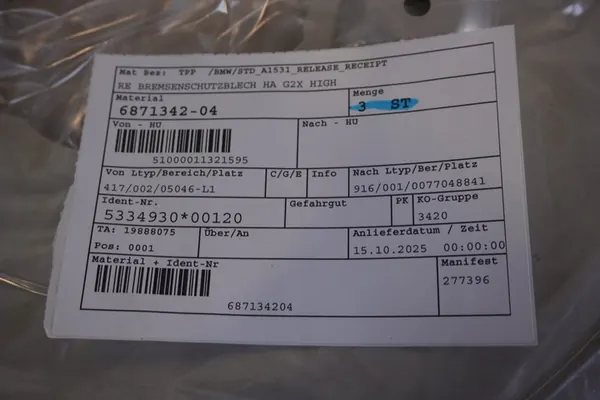 Mat Bez: TFP /BMW/STD_A1531_RELEASE_RECEIPT
RE BREMSENSCHUTZBLECH HA G2X HIGH
Material
6871342-04
Menge
3 ST
Von - HU
51000011321595
Nach - HU
Von Ltyp/Bereich/Platz
417/002/05046-L1
C/G/E
Info
Nach Ltyp/Ber/Platz
916/001/0077048841
Ident-Nr.
5334930*00120
Gefahrgut
PK
KO-Gruppe
3420
TA: 19888075
Pos: 0001
Über/An
Anlieferdatum / Zeit
15.10.2025 00:00:00
Material + Ident-Nr
687134204
Manifest
277396